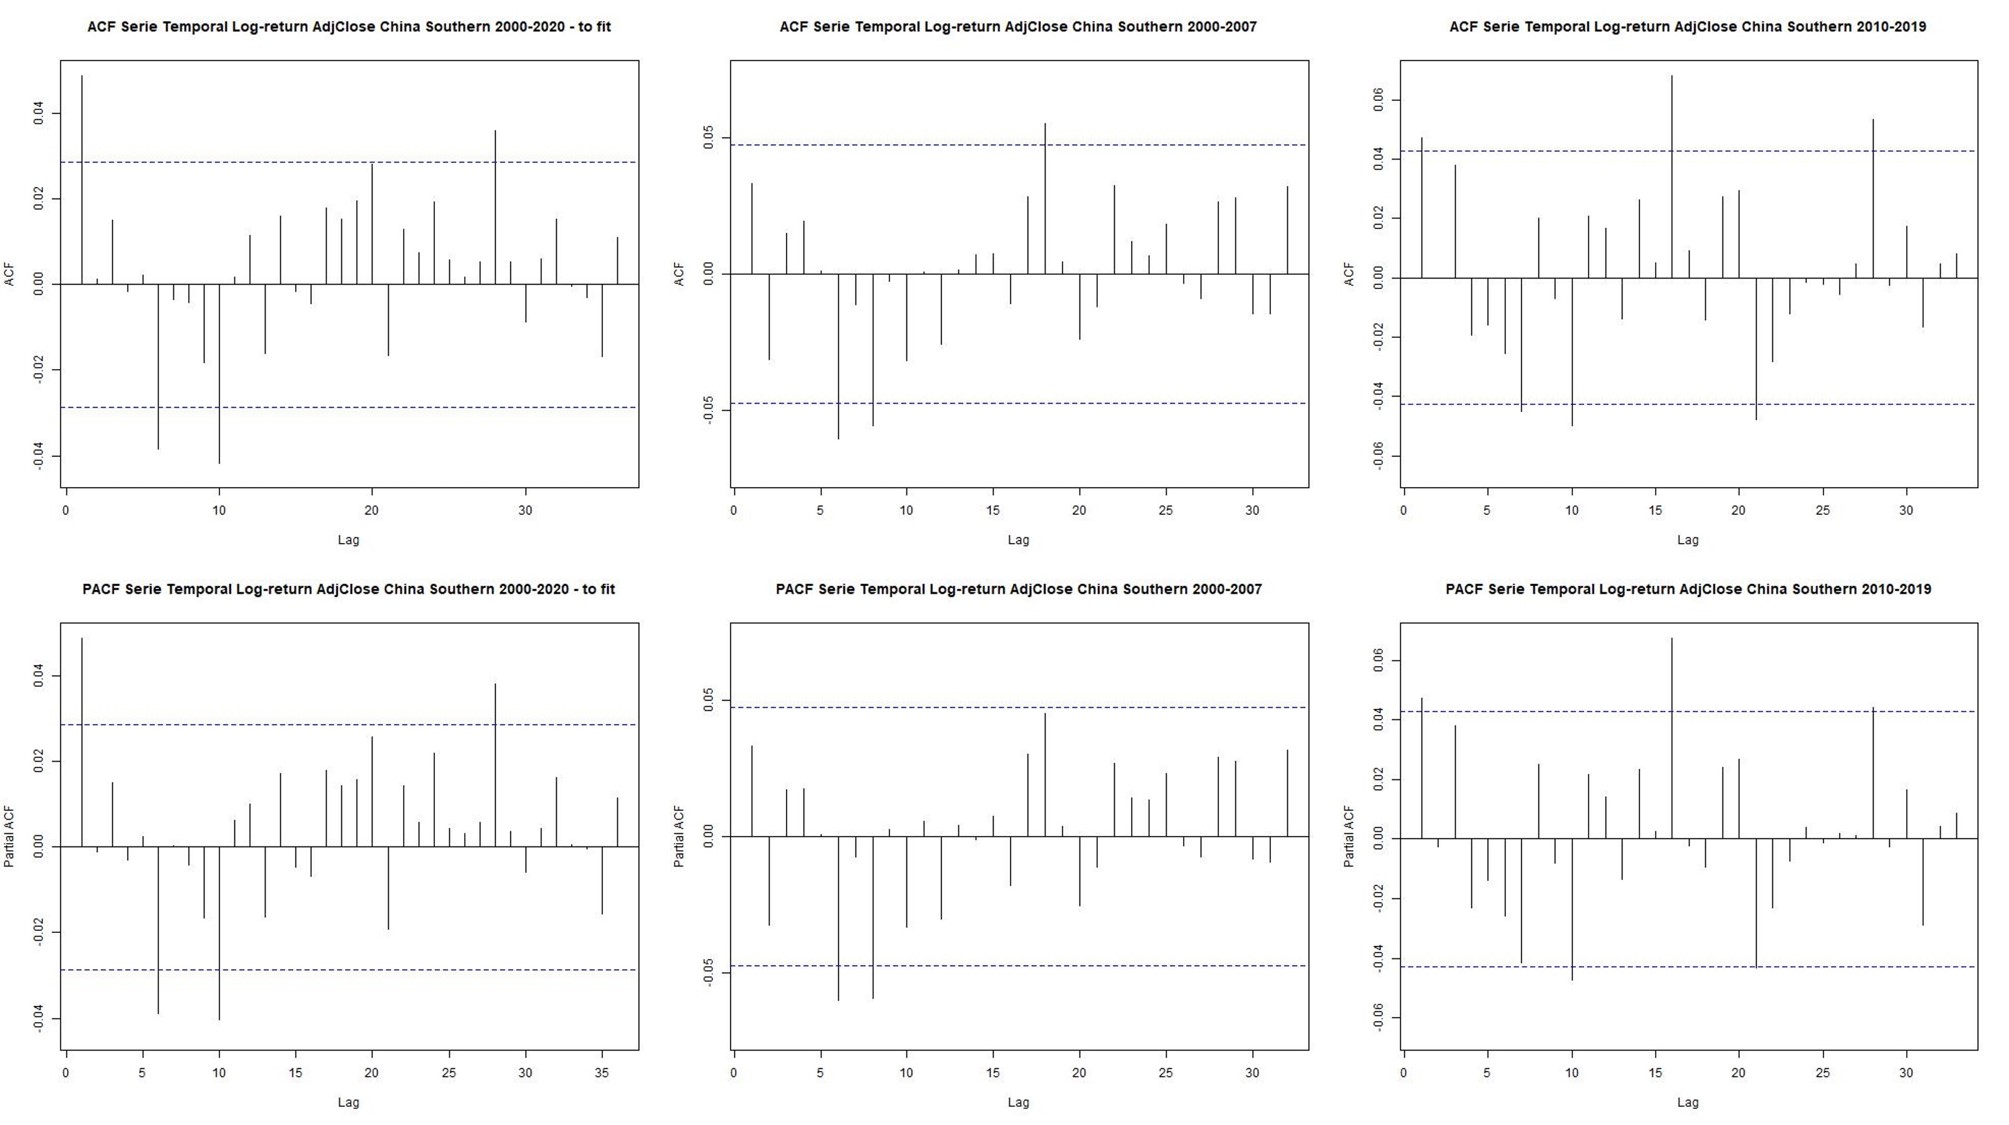 ACF Serie Temporal Log-return AdjClose China Southern 2000-2020 - to fit
ACF
0.04
0.02
0.00
-0.02
-0.04
0 10 20 30
Lag
ACF Serie Temporal Log-return AdjClose China Southern 2000-2007
ACF
0.05
0.00
-0.05
0 5 10 15 20 25 30
Lag
ACF Serie Temporal Log-return AdjClose China Southern 2010-2019
ACF
0.06
0.04
0.02
0.00
-0.02
-0.04
-0.06
0 5 10 15 20 25 30
Lag
PACF Serie Temporal Log-return AdjClose China Southern 2000-2020 - to fit
Partial ACF
0.04
0.02
0.00
-0.02
-0.04
0 5 10 15 20 25 30 35
Lag
PACF Serie Temporal Log-return AdjClose China Southern 2000-2007
Partial ACF
0.05
0.00
-0.05
0 5 10 15 20 25 30
Lag
PACF Serie Temporal Log-return AdjClose China Southern 2010-2019
Partial ACF
0.06
0.04
0.02
0.00
-0.02
-0.04
-0.06
0 5 10 15 20 25 30
Lag